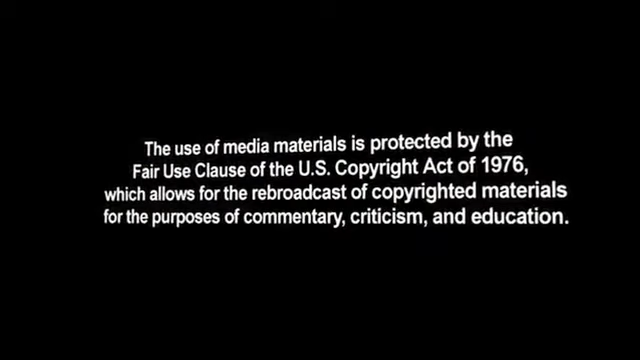 The use of media materials is protected by the
Fair Use Clause of the U.S. Copyright Act of 1976,
which allows for the rebroadcast of copyrighted materials
for the purposes of commentary, criticism, and education.